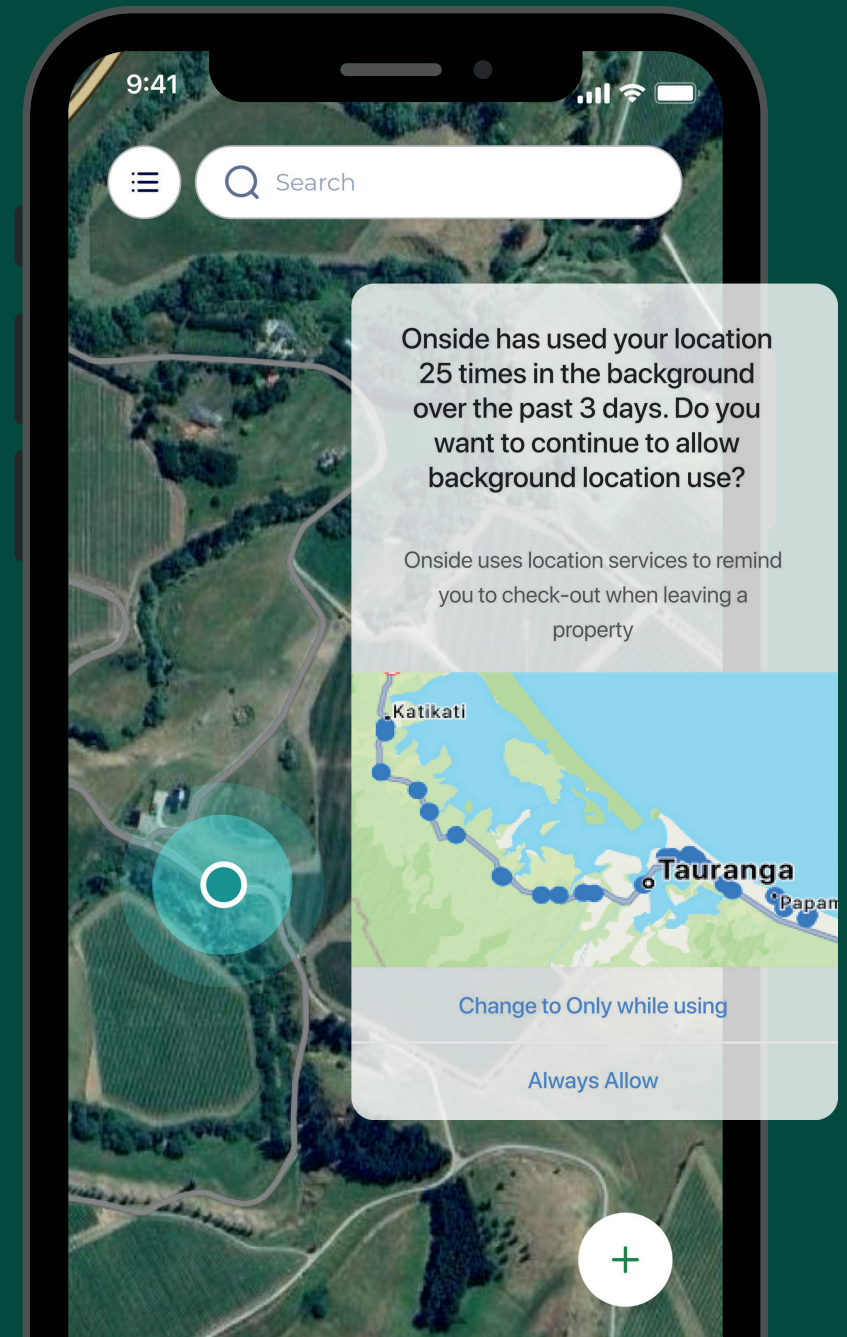 9:41
Search
Onside has used your location
25 times in the background
over the past 3 days. Do you
want to continue to allow
background location use?
Onside uses location services to remind
you to check-out when leaving a
property
Katikati
Tauranga
Papam
Change to Only while using
Always Allow